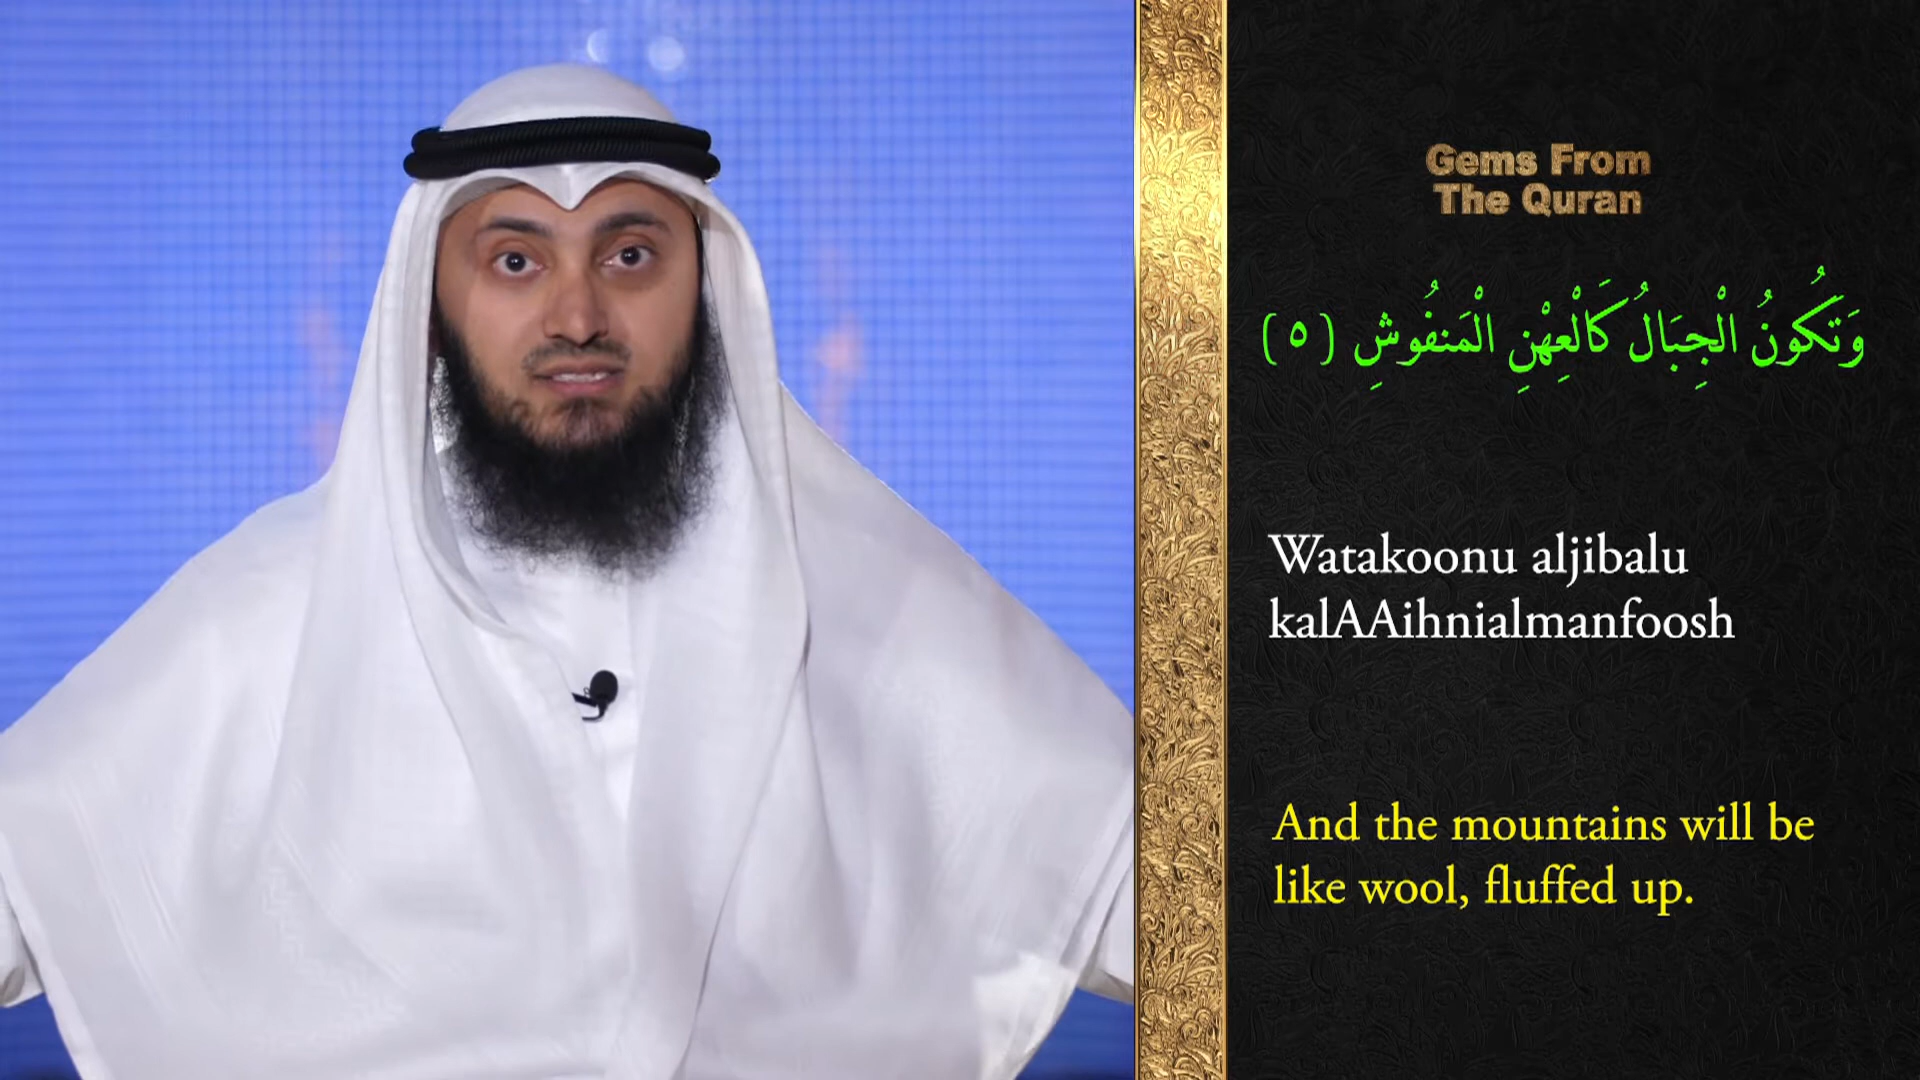 Gems From
The Quran
وَتَكُونُ الْجِبَالُ كَالْعِهْنِ الْمَنفُوشِ (٥)
Watakoonu aljibalu
kalAAihnialmanfoosh
And the mountains will be
like wool, fluffed up.